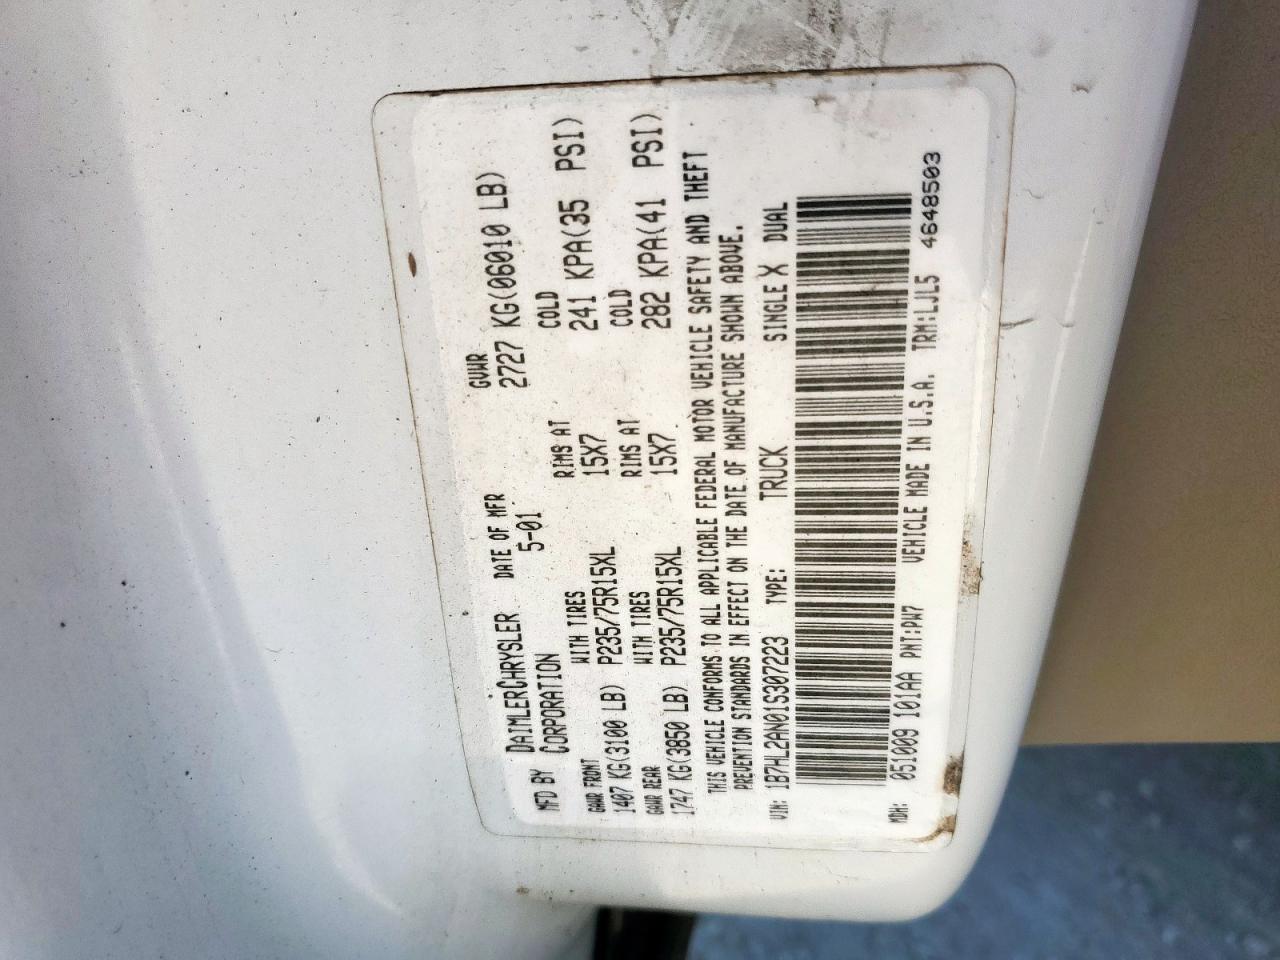 MFD BY DAIMLERCHRYSLER CORPORATION DATE OF MFR 5-01 GVWR 2727 KG(06010 LB)
GAWR FRONT WITH TIRES RIMS AT COLD
1407 KG(3100 LB) P235/75R15XL 15X7 241 KPA(35 PSI)
GAWR REAR WITH TIRES RIMS AT COLD
1747 KG(3850 LB) P235/75R15XL 15X7 282 KPA(41 PSI)
THIS VEHICLE CONFORMS TO ALL APPLICABLE FEDERAL MOTOR VEHICLE SAFETY AND THEFT
PREVENTION STANDARDS IN EFFECT ON THE DATE OF MANUFACTURE SHOWN ABOVE.
VIN: 1B7HL2AN01S307223 TYPE: TRUCK SINGLE X DUAL
MDH: 051009 101AA PNT:PW7 VEHICLE MADE IN U.S.A. TRM:LJL5 4648503